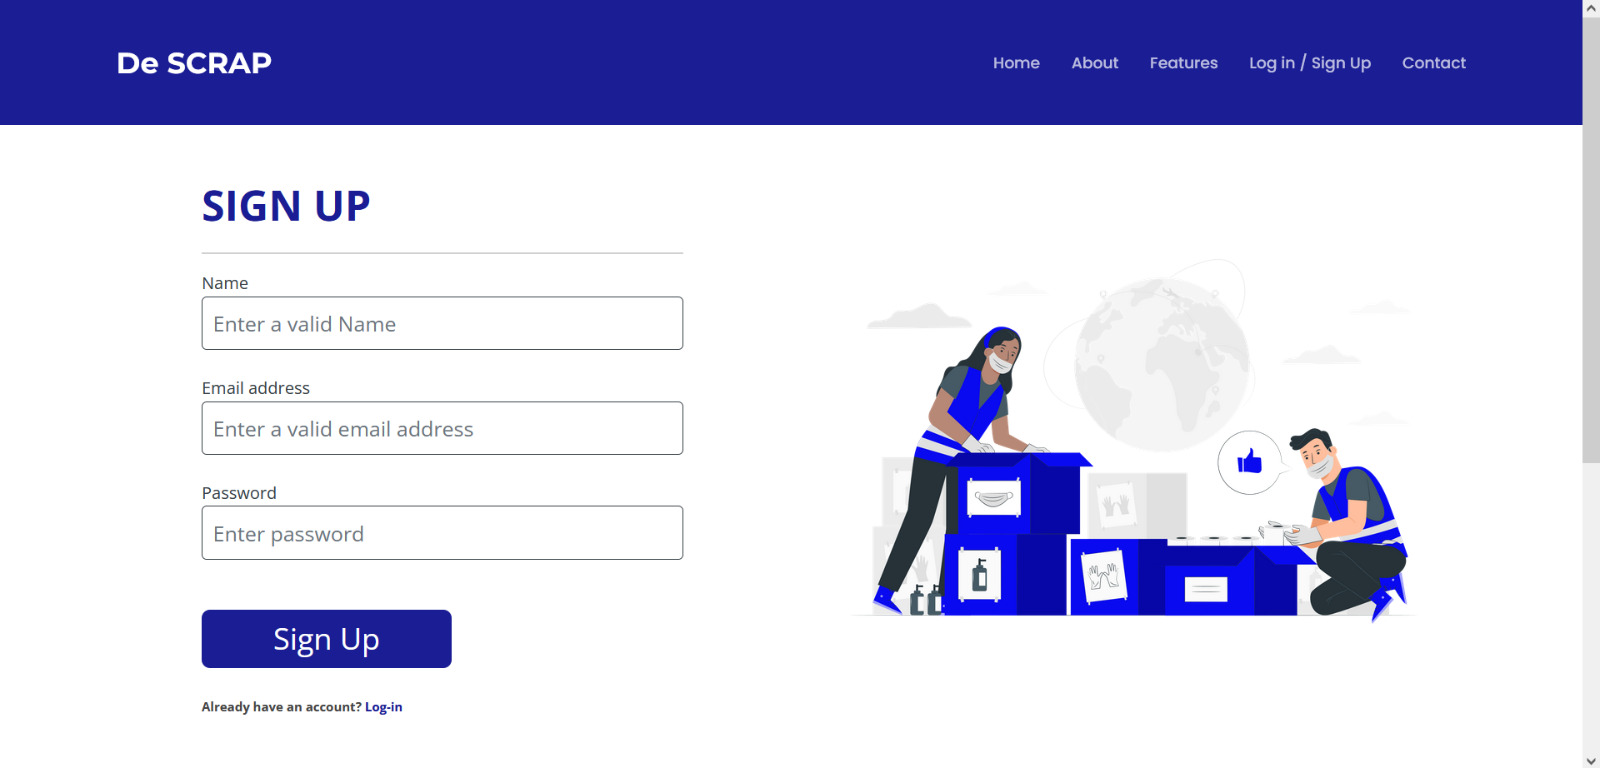 De SCRAP
Home About Features Log in / Sign Up Contact
SIGN UP
Name
Enter a valid Name
Email address
Enter a valid email address
Password
Enter password
Sign Up
Already have an account? Log-in